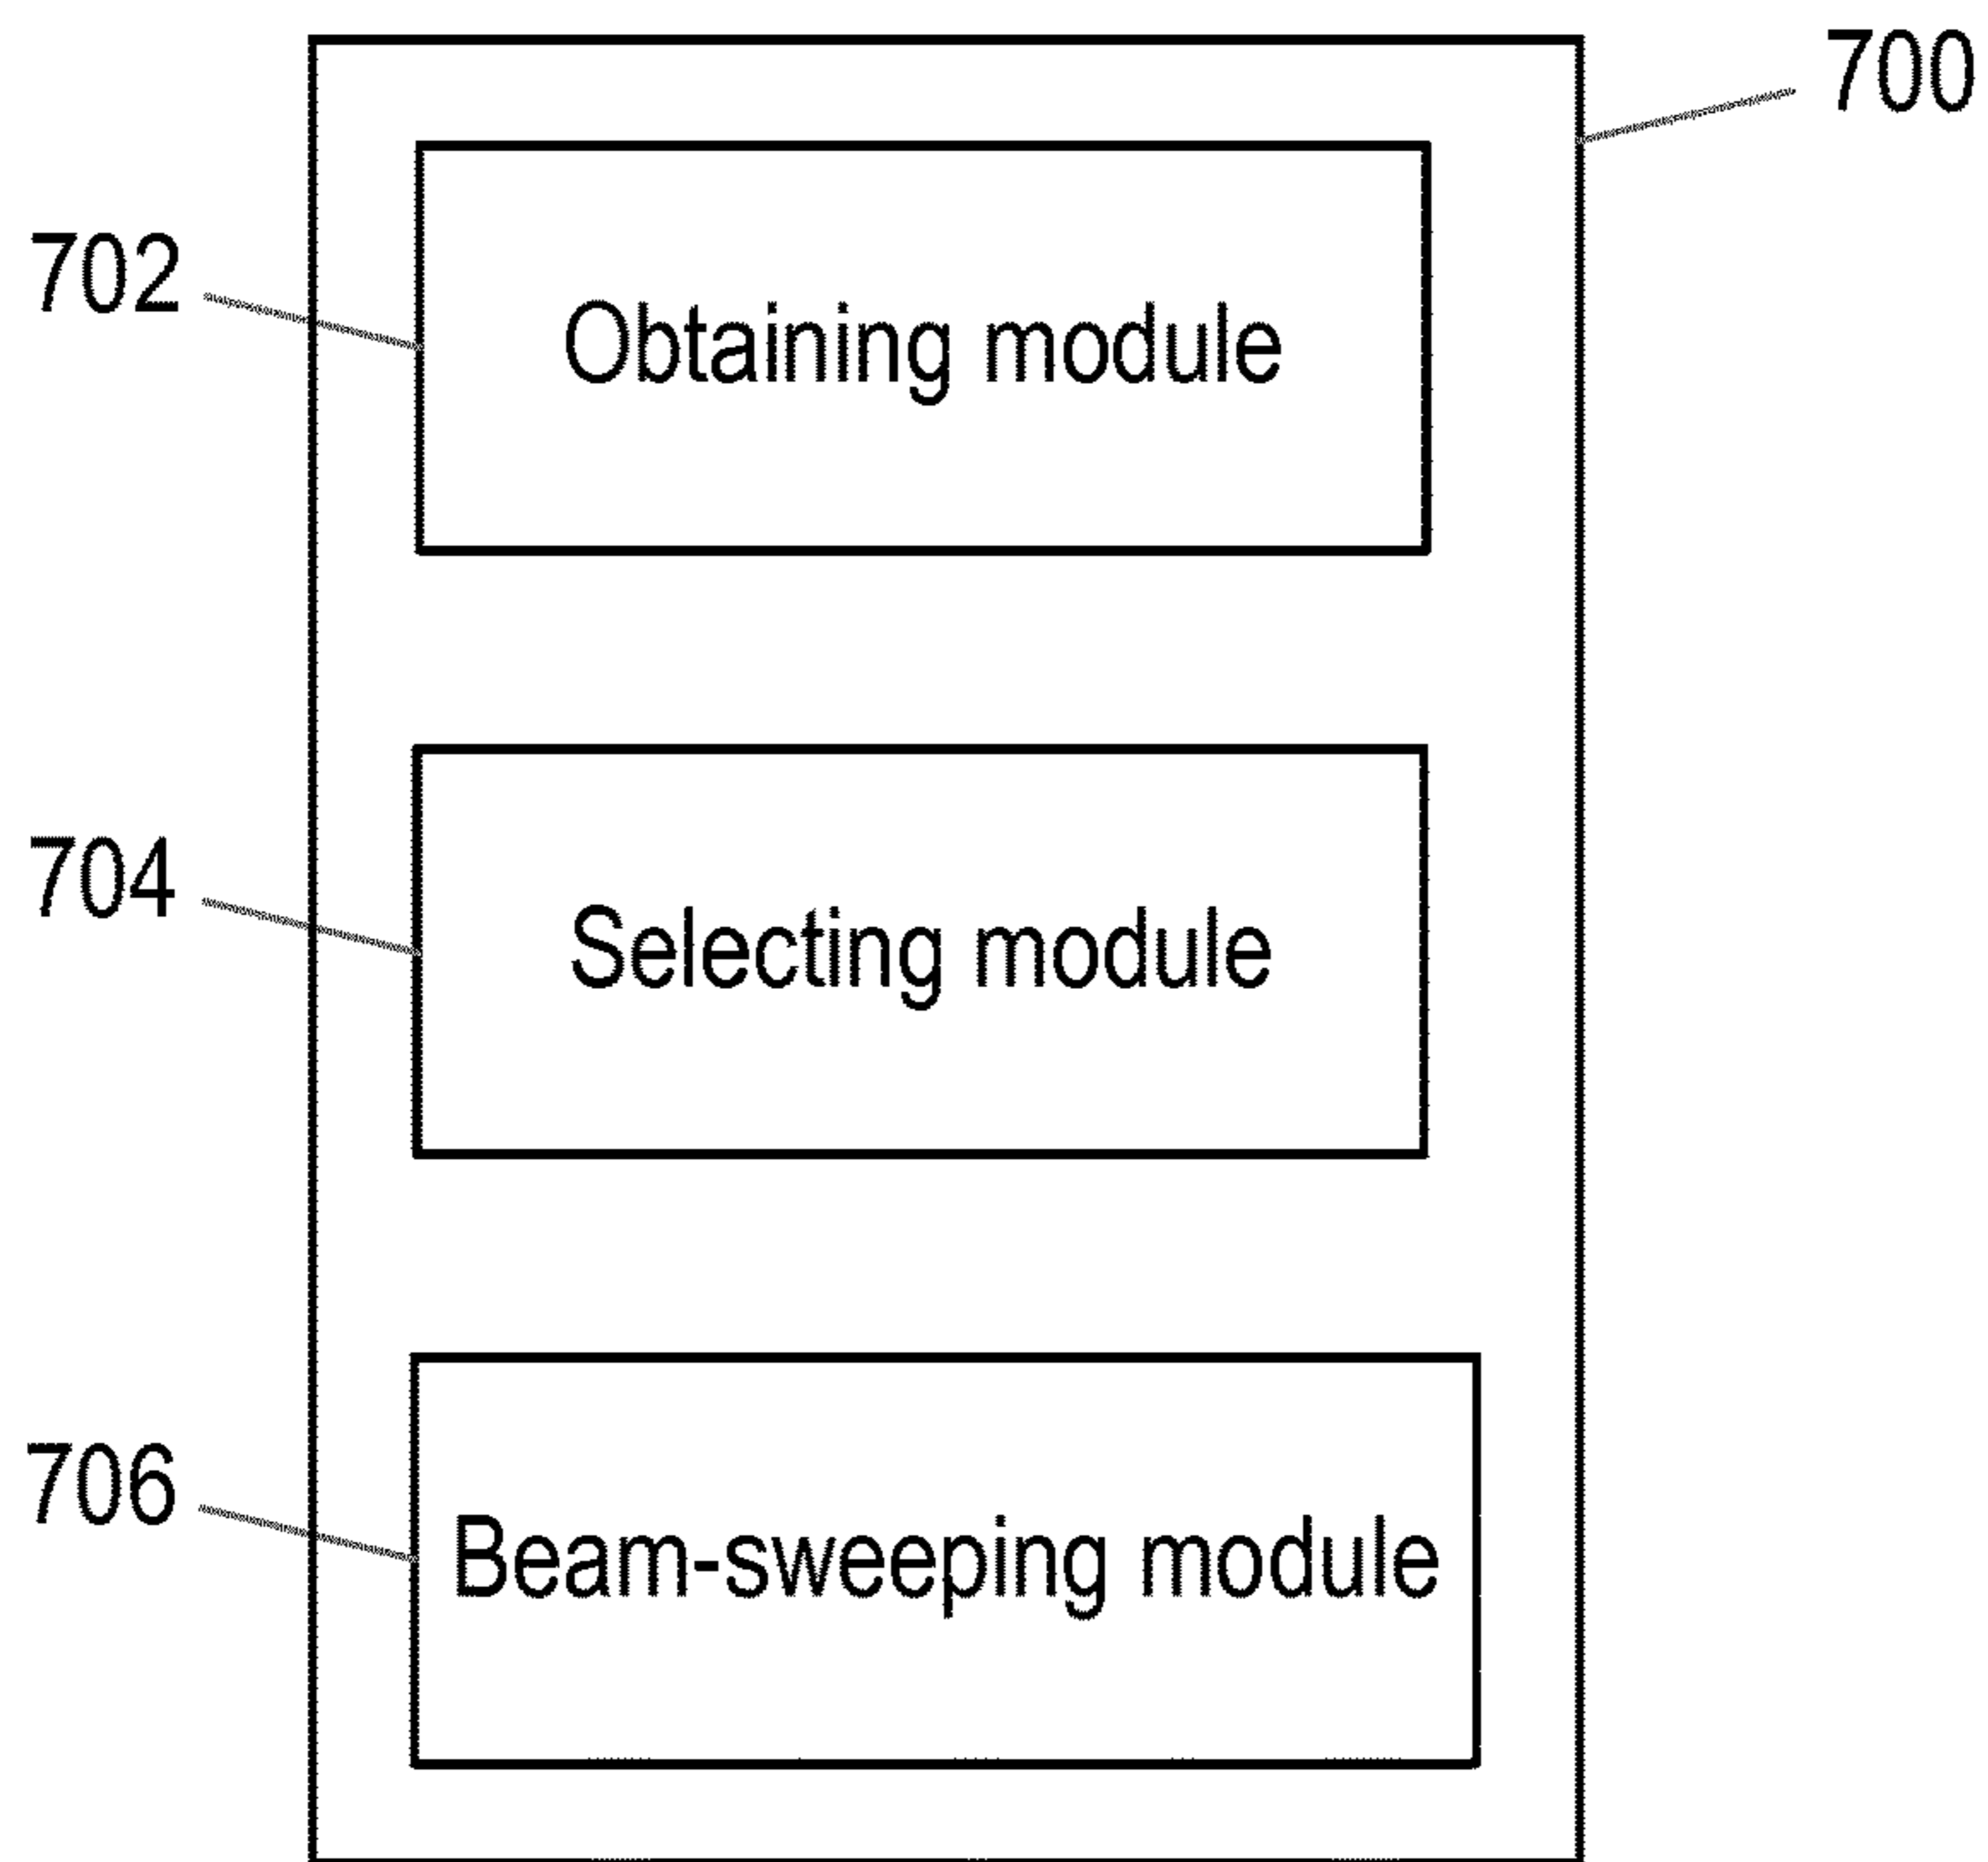 700
702
Obtaining module
704
Selecting module
706
Beam-sweeping module